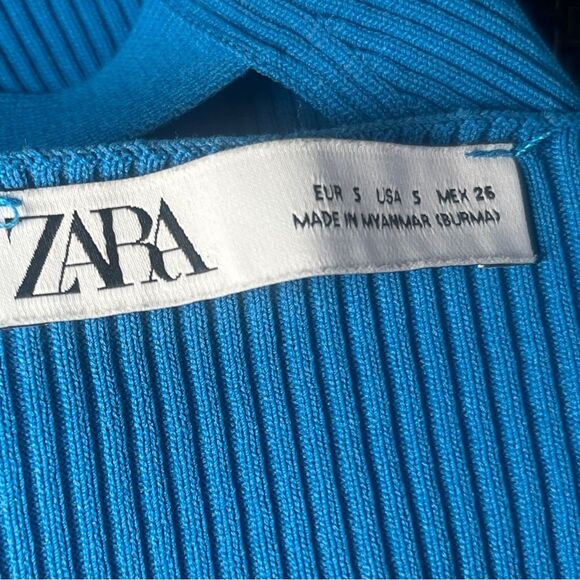 ZARA
EUR S USA S MEX 26
MADE IN MYANMAR (BURMA)